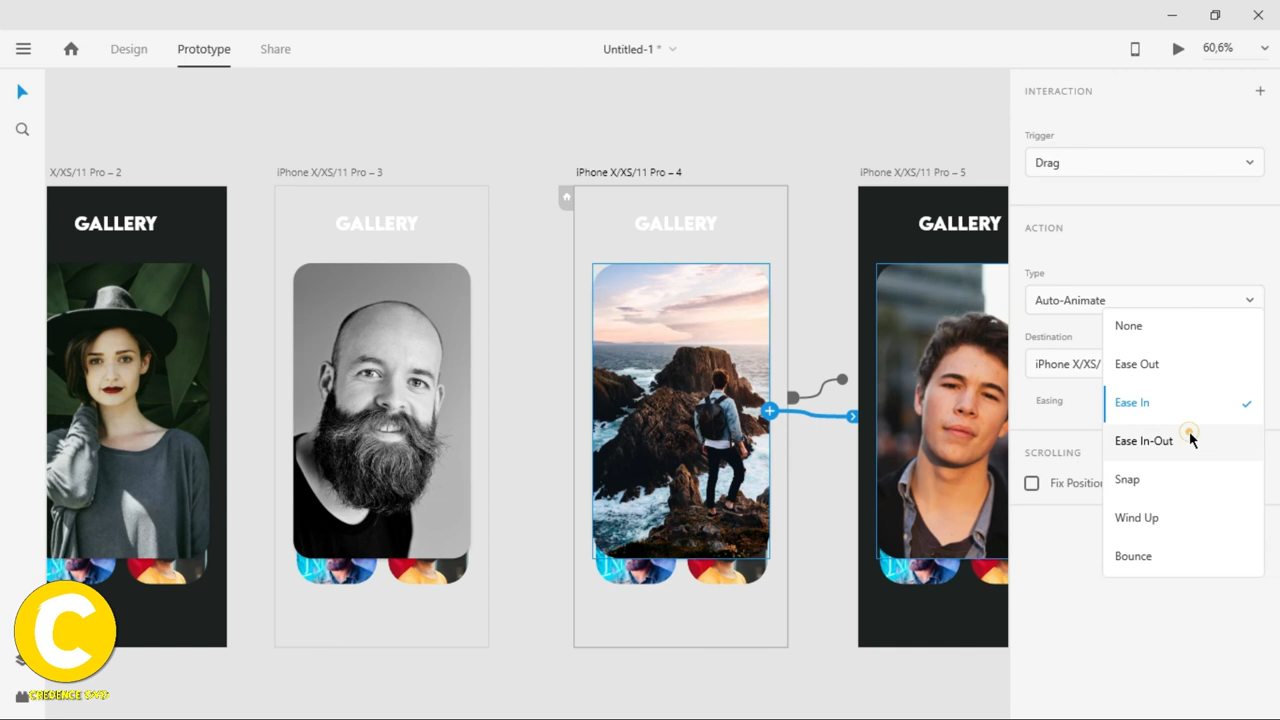 Design
Prototype
Share
Untitled-1 *
60,6%
INTERACTION
Trigger
Drag
ACTION
Type
Auto-Animate
Destination
iPhone X/XS/
Easing
None
Ease Out
Ease In
Ease In-Out
Snap
Wind Up
Bounce
SCROLLING
Fix Position
X/XS/11 Pro – 2
iPhone X/XS/11 Pro – 3
iPhone X/XS/11 Pro – 4
iPhone X/XS/11 Pro – 5
GALLERY
GALLERY
GALLERY
GALLERY
C
CREDENCE